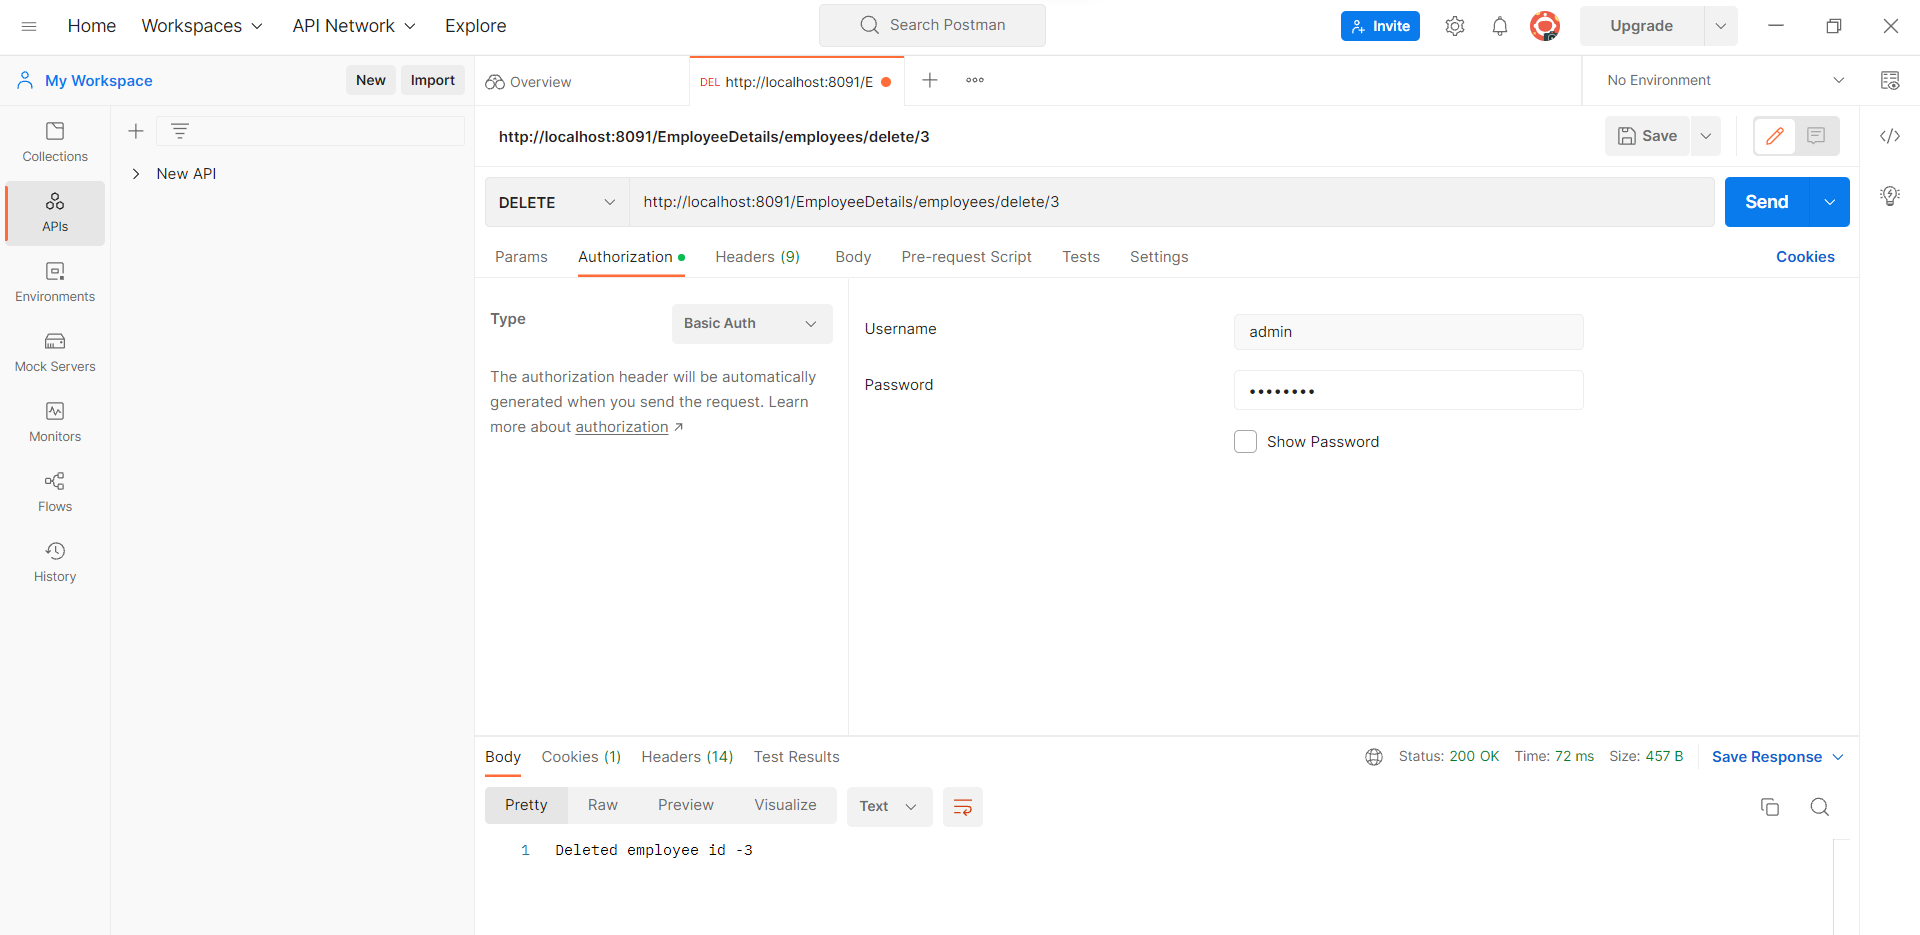 Home Workspaces API Network Explore Search Postman Invite Upgrade
My Workspace New Import Overview DEL http://localhost:8091/E No Environment
Collections
New API
APIs
Environments
Mock Servers
Monitors
Flows
History
http://localhost:8091/EmployeeDetails/employees/delete/3 Save
DELETE http://localhost:8091/EmployeeDetails/employees/delete/3 Send
Params Authorization Headers (9) Body Pre-request Script Tests Settings Cookies
Type Basic Auth
The authorization header will be automatically
generated when you send the request. Learn
more about authorization ↗
Username admin
Password ••••••••
Show Password
Body Cookies (1) Headers (14) Test Results Status: 200 OK Time: 72 ms Size: 457 B Save Response
Pretty Raw Preview Visualize Text
1 Deleted employee id -3